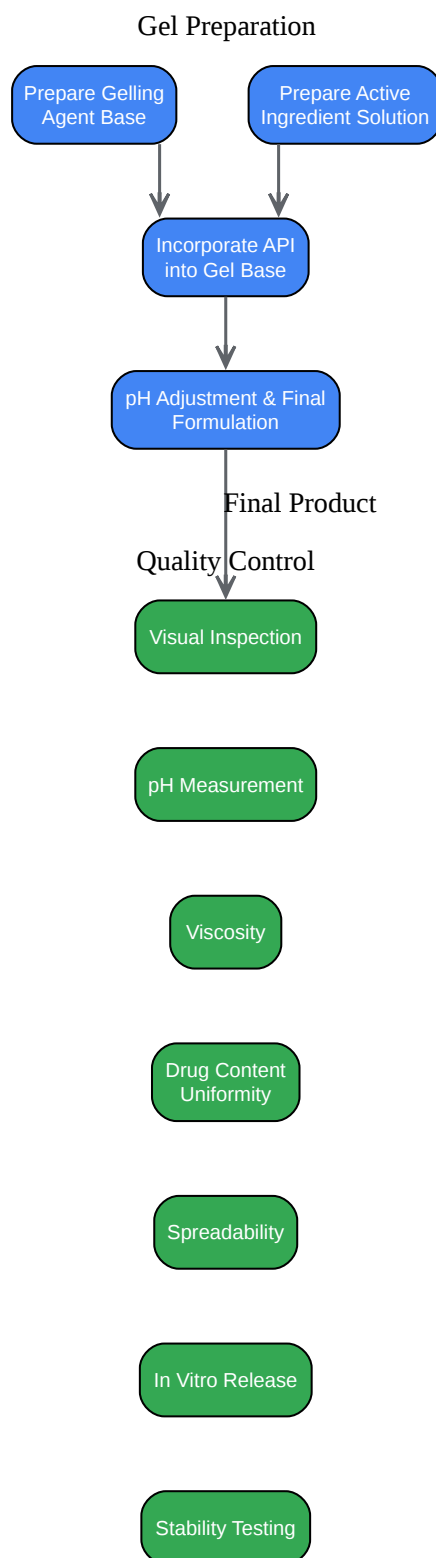 Gel Preparation
Prepare Gelling
Agent Base
Prepare Active
Ingredient Solution
Incorporate API
into Gel Base
pH Adjustment & Final
Formulation
Final Product
Quality Control
Visual Inspection
pH Measurement
Viscosity
Drug Content
Uniformity
Spreadability
In Vitro Release
Stability Testing